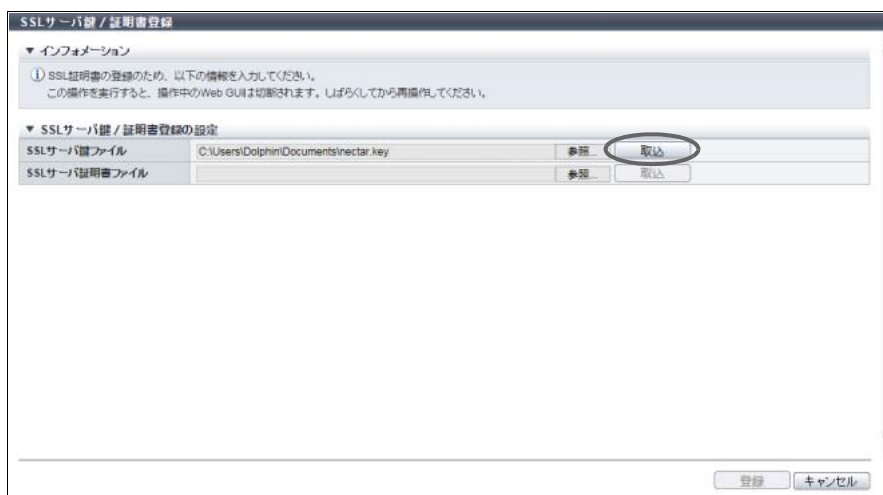 SSLサーバ鍵 / 証明書登録
▼ インフォメーション
SSL証明書の登録のため、以下の情報を入力してください。
この操作を実行すると、操作中のWeb GUIは切断されます。しばらくしてから再操作してください。
▼ SSLサーバ鍵 / 証明書登録の設定
SSLサーバ鍵ファイル C:\Users\Dolphin\Documents\nectar.key 参照... 取込
SSLサーバ証明書ファイル 参照... 取込
登録 キャンセル